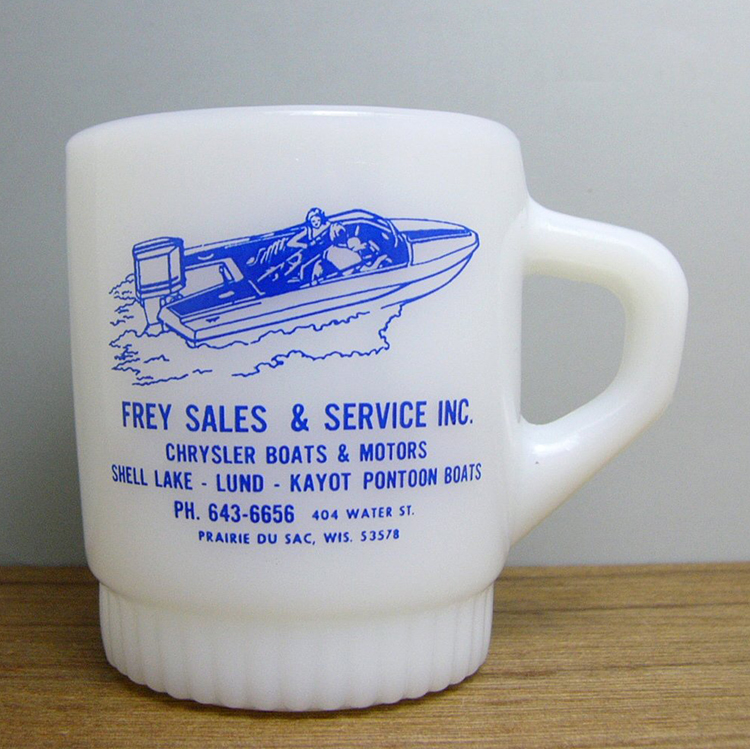 FREY SALES & SERVICE INC.
CHRYSLER BOATS & MOTORS
SHELL LAKE - LUND - KAYOT PONTOON BOATS
PH. 643-6656 404 WATER ST.
PRAIRIE DU SAC, WIS. 53578